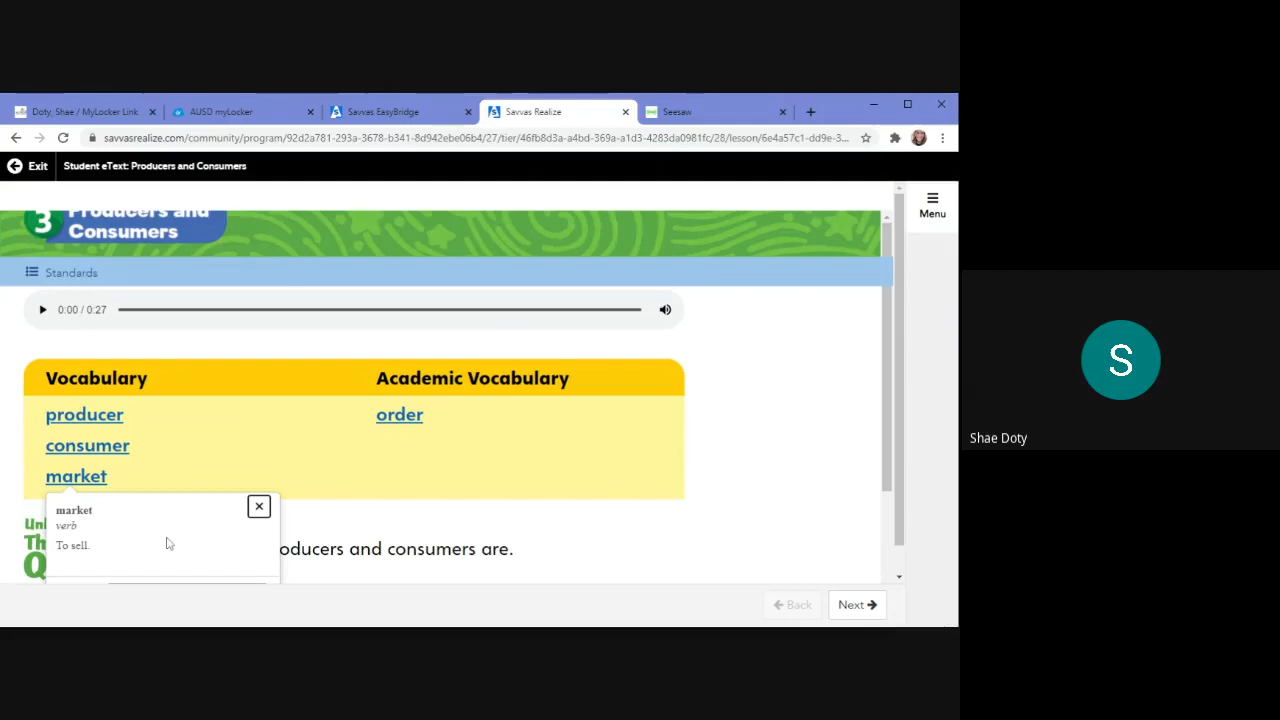 Doty, Shae / MyLocker Link
AUSD myLocker
Savvas EasyBridge
Savvas Realize
Seesaw
savvasrealize.com/community/program/92d2a781-293a-3678-b341-8d942ebe06b4/27/tier/46fb8d3a-a4bd-369a-a1d3-4283da0981fc/28/lesson/6e4a57c1-dd9e-3...
Exit
Student eText: Producers and Consumers
Menu
3
Producers and
Consumers
Standards
0:00 / 0:27
Vocabulary
Academic Vocabulary
producer
order
consumer
market
market
verb
To sell.
Th
Q
oducers and consumers are.
Back
Next
S
Shae Doty